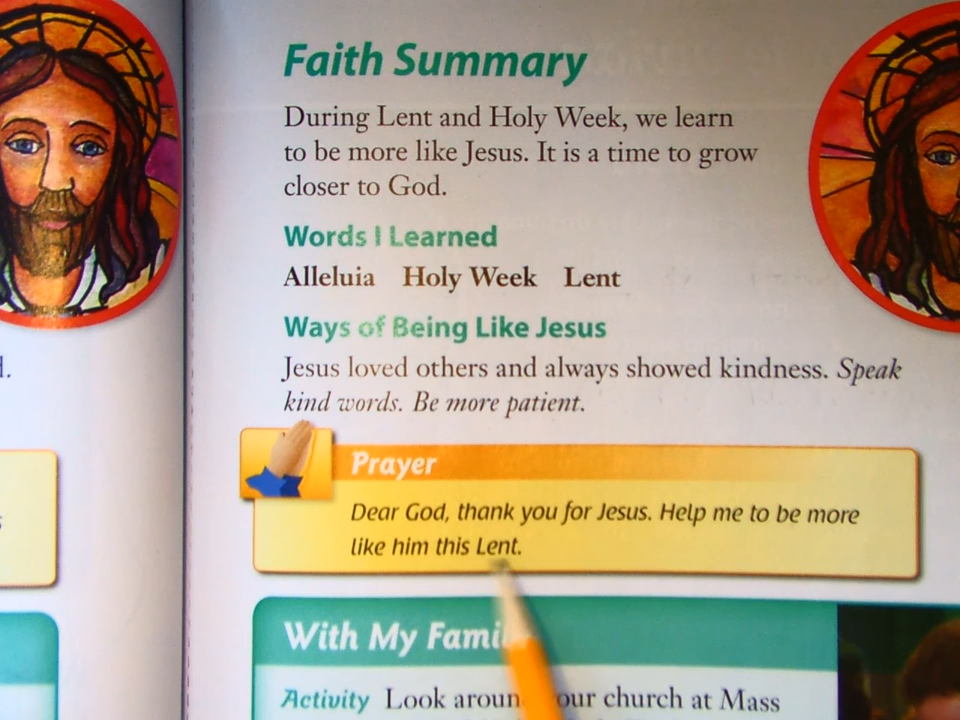 Faith Summary
During Lent and Holy Week, we learn
to be more like Jesus. It is a time to grow
closer to God.
Words I Learned
Alleluia Holy Week Lent
Ways of Being Like Jesus
Jesus loved others and always showed kindness. Speak
kind words. Be more patient.
Prayer
Dear God, thank you for Jesus. Help me to be more
like him this Lent.
With My
Activity Look church at Mass